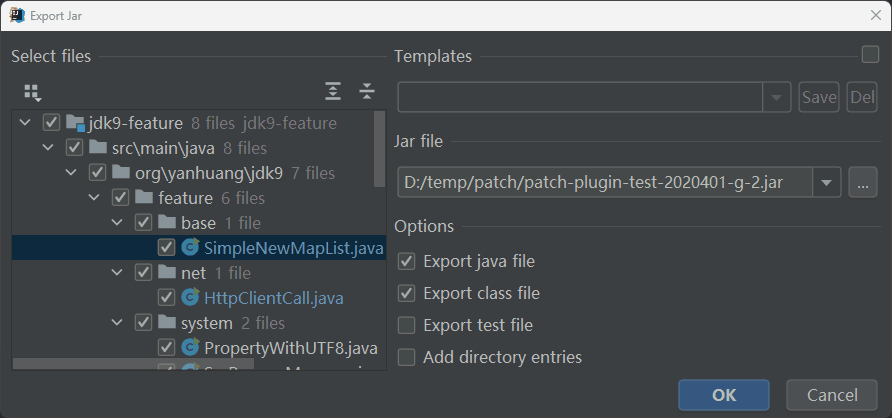 Export Jar
Select files
jdk9-feature 8 files jdk9-feature
src\main\java 8 files
org\yanhuang\jdk9 7 files
feature 6 files
base 1 file
SimpleNewMapList.java
net 1 file
HttpClientCall.java
system 2 files
PropertyWithUTF8.java
Templates
Save Del
Jar file
D:/temp/patch/patch-plugin-test-2020401-g-2.jar
...
Options
Export java file
Export class file
Export test file
Add directory entries
OK Cancel